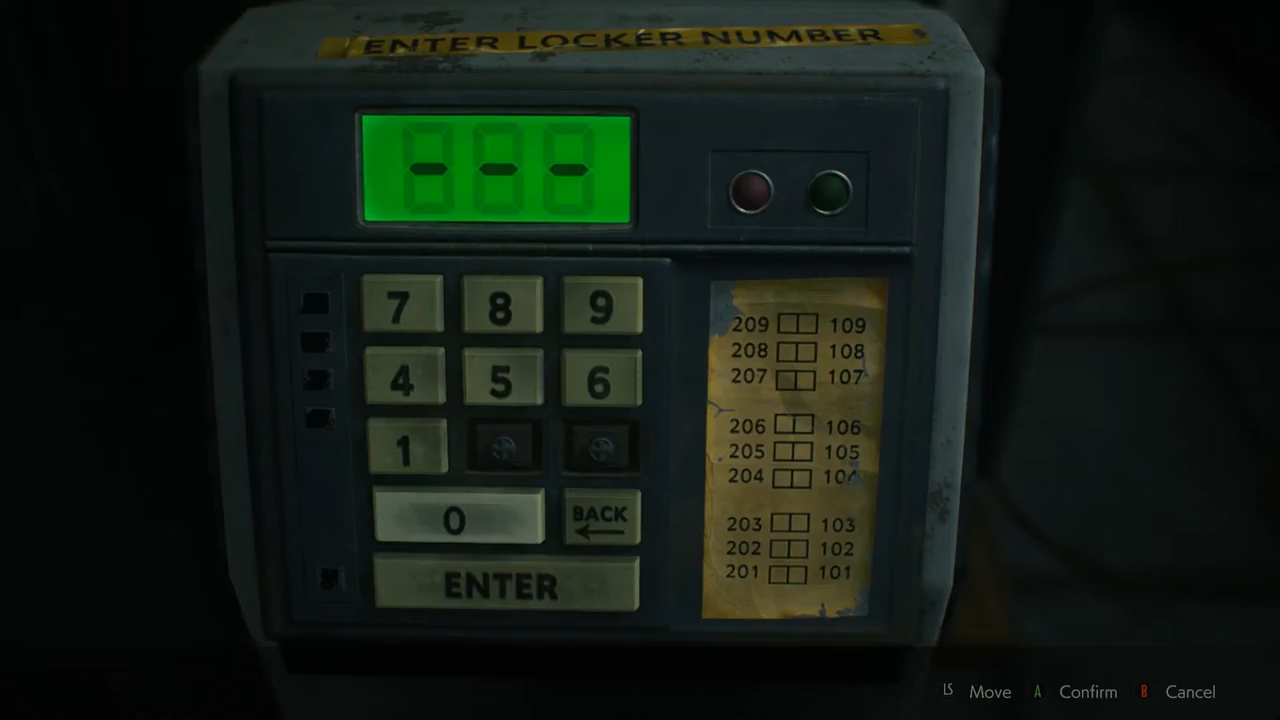 ENTER LOCKER NUMBER
- - -
7 8 9
4 5 6
1
0 BACK
ENTER
209 109
208 108
207 107
206 106
205 105
204 104
203 103
202 102
201 101
LS Move A Confirm B Cancel